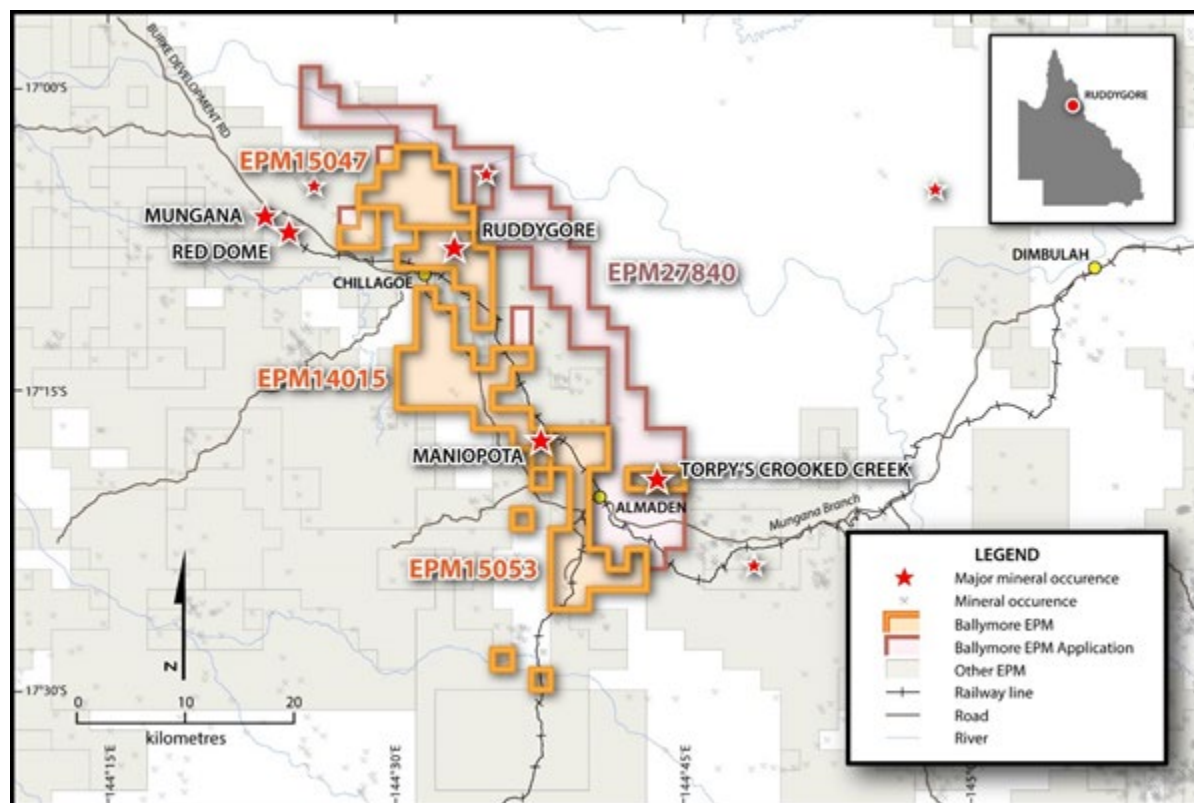 BURKE DEVELOPMENT RD
17°00'S
RUDDYGORE
EPM15047
MUNGANA
RED DOME
RUDDYGORE
CHILLAGOE
EPM27840
DIMBULAH
EPM14015
17°15'S
MANIOPOTA
TORPY'S CROOKED CREEK
ALMADEN
Mungana Branch
EPM15053
LEGEND
Major mineral occurence
Mineral occurence
Ballymore EPM
Ballymore EPM Application
Other EPM
Railway line
Road
River
N
17°30'S
0 10 20
kilometres
144°15'E
144°30'E
144°45'E